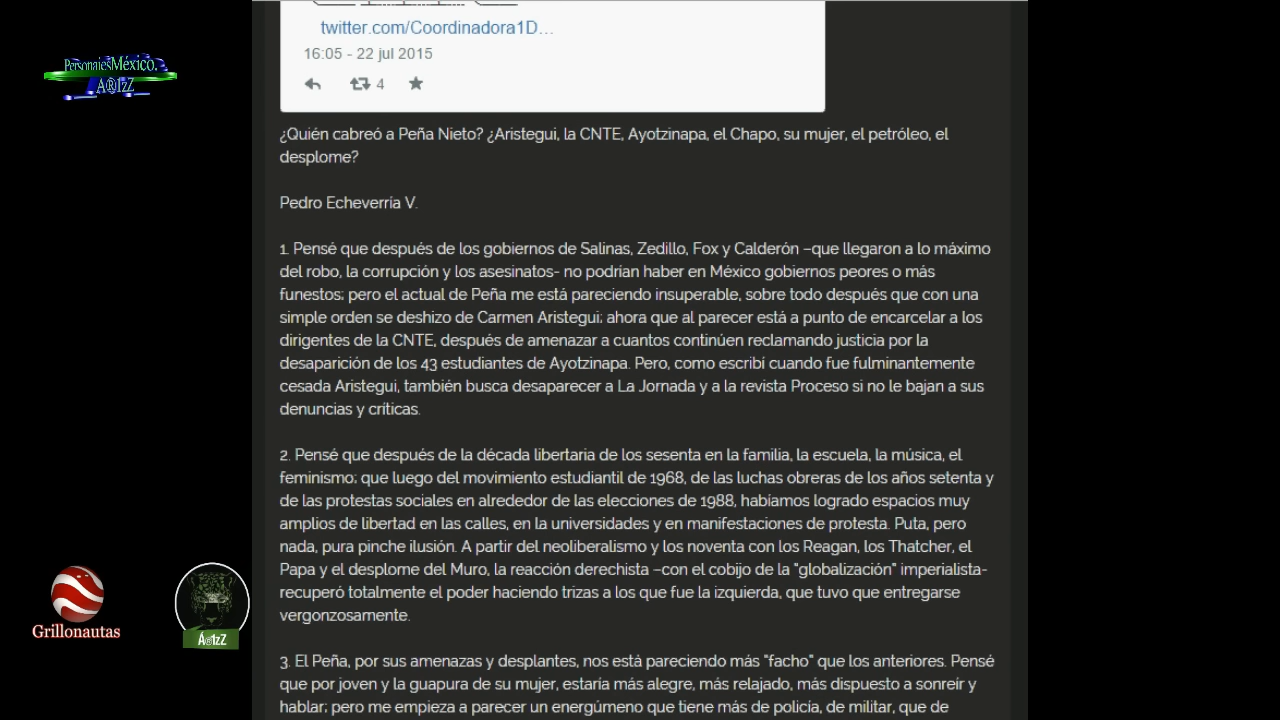 twitter.com/Coordinadora1D...
16:05 - 22 jul 2015
4
PersonajesMéxico.
A@IzZ
¿Quién cabreó a Peña Nieto? ¿Aristegui, la CNTE, Ayotzinapa, el Chapo, su mujer, el petróleo, el
desplome?
Pedro Echeverría V.
1. Pensé que después de los gobiernos de Salinas, Zedillo, Fox y Calderón –que llegaron a lo máximo
del robo, la corrupción y los asesinatos- no podrían haber en México gobiernos peores o más
funestos; pero el actual de Peña me está pareciendo insuperable, sobre todo después que con una
simple orden se deshizo de Carmen Aristegui; ahora que al parecer está a punto de encarcelar a los
dirigentes de la CNTE, después de amenazar a cuantos continúen reclamando justicia por la
desaparición de los 43 estudiantes de Ayotzinapa. Pero, como escribí cuando fue fulminantemente
cesada Aristegui, también busca desaparecer a La Jornada y a la revista Proceso si no le bajan a sus
denuncias y críticas.
2. Pensé que después de la década libertaria de los sesenta en la familia, la escuela, la música, el
feminismo; que luego del movimiento estudiantil de 1968, de las luchas obreras de los años setenta y
de las protestas sociales en alrededor de las elecciones de 1988, habíamos logrado espacios muy
amplios de libertad en las calles, en la universidades y en manifestaciones de protesta. Puta, pero
nada, pura pinche ilusión. A partir del neoliberalismo y los noventa con los Reagan, los Thatcher, el
Papa y el desplome del Muro, la reacción derechista –con el cobijo de la "globalización" imperialista-
recuperó totalmente el poder haciendo trizas a los que fue la izquierda, que tuvo que entregarse
vergonzosamente.
3. El Peña, por sus amenazas y desplantes, nos está pareciendo más "facho" que los anteriores. Pensé
que por joven y la guapura de su mujer, estaría más alegre, más relajado, más dispuesto a sonreír y
hablar; pero me empieza a parecer un energúmeno que tiene más de policía, de militar, que de
Grillonautas
Á@IzZ